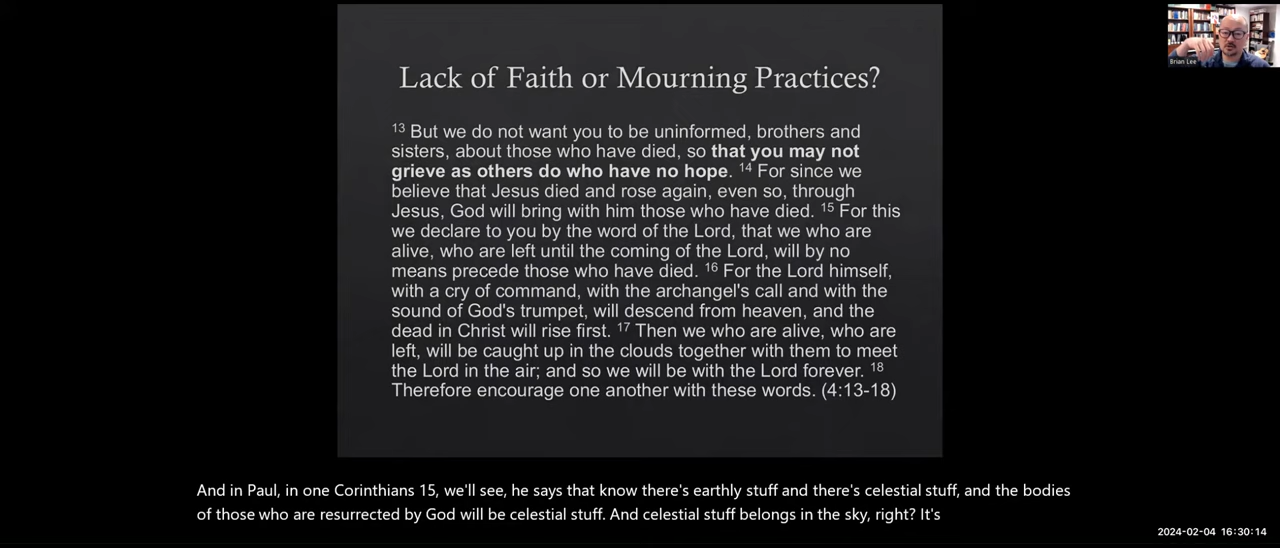 Lack of Faith or Mourning Practices?
13 But we do not want you to be uninformed, brothers and
sisters, about those who have died, so that you may not
grieve as others do who have no hope. 14 For since we
believe that Jesus died and rose again, even so, through
Jesus, God will bring with him those who have died. 15 For this
we declare to you by the word of the Lord, that we who are
alive, who are left until the coming of the Lord, will by no
means precede those who have died. 16 For the Lord himself,
with a cry of command, with the archangel's call and with the
sound of God's trumpet, will descend from heaven, and the
dead in Christ will rise first. 17 Then we who are alive, who are
left, will be caught up in the clouds together with them to meet
the Lord in the air; and so we will be with the Lord forever. 18
Therefore encourage one another with these words. (4:13-18)
Brian Lee
And in Paul, in one Corinthians 15, we'll see, he says that know there's earthly stuff and there's celestial stuff, and the bodies
of those who are resurrected by God will be celestial stuff. And celestial stuff belongs in the sky, right? It's
2024-02-04 16:30:14